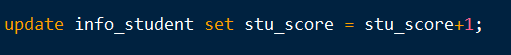 update info_student set stu_score = stu_score+1;